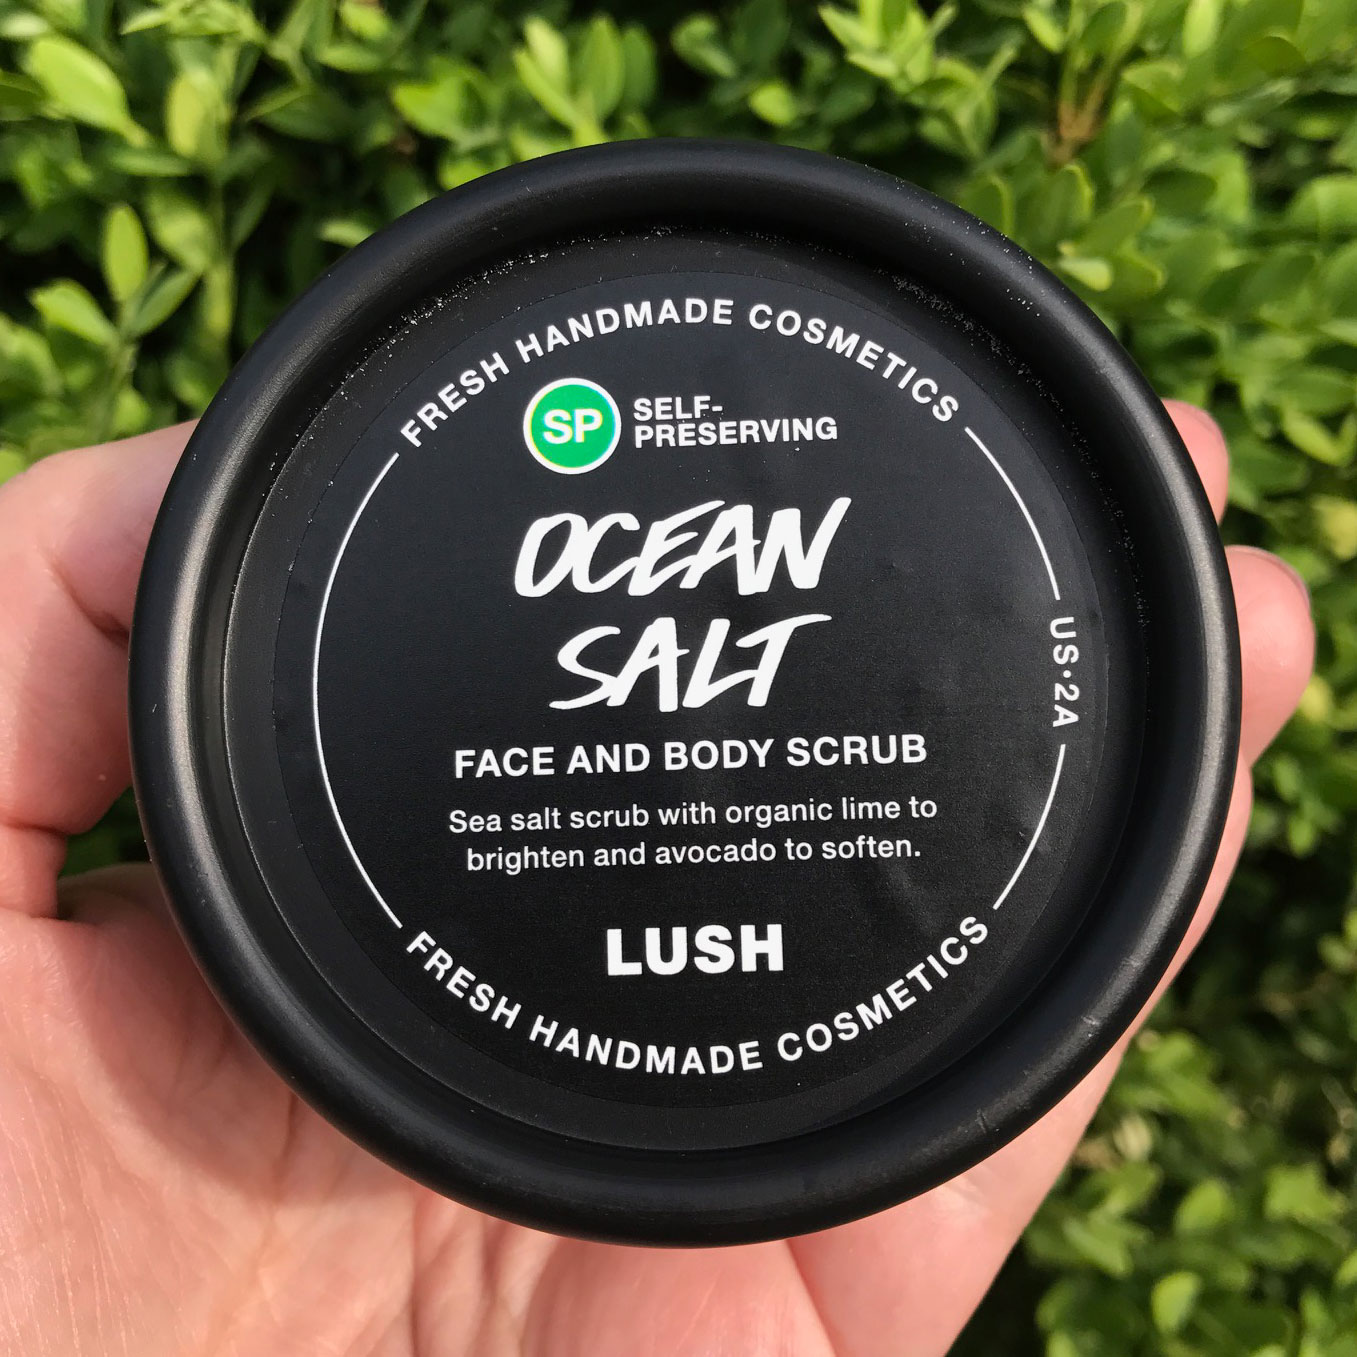 FRESH HANDMADE COSMETICS
SP
SELF-
PRESERVING
OCEAN
SALT
US•2A
FACE AND BODY SCRUB
Sea salt scrub with organic lime to
brighten and avocado to soften.
LUSH
FRESH HANDMADE COSMETICS